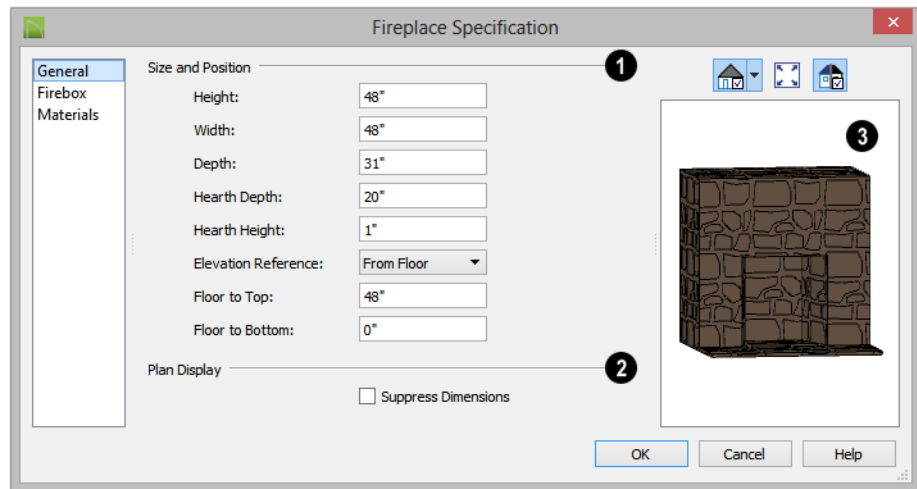 Fireplace Specification
General
Firebox
Materials
Size and Position
1
Height: 48"
Width: 48"
Depth: 31"
Hearth Depth: 20"
Hearth Height: 1"
Elevation Reference: From Floor
Floor to Top: 48"
Floor to Bottom: 0"
Plan Display
2
Suppress Dimensions
3
OK Cancel Help